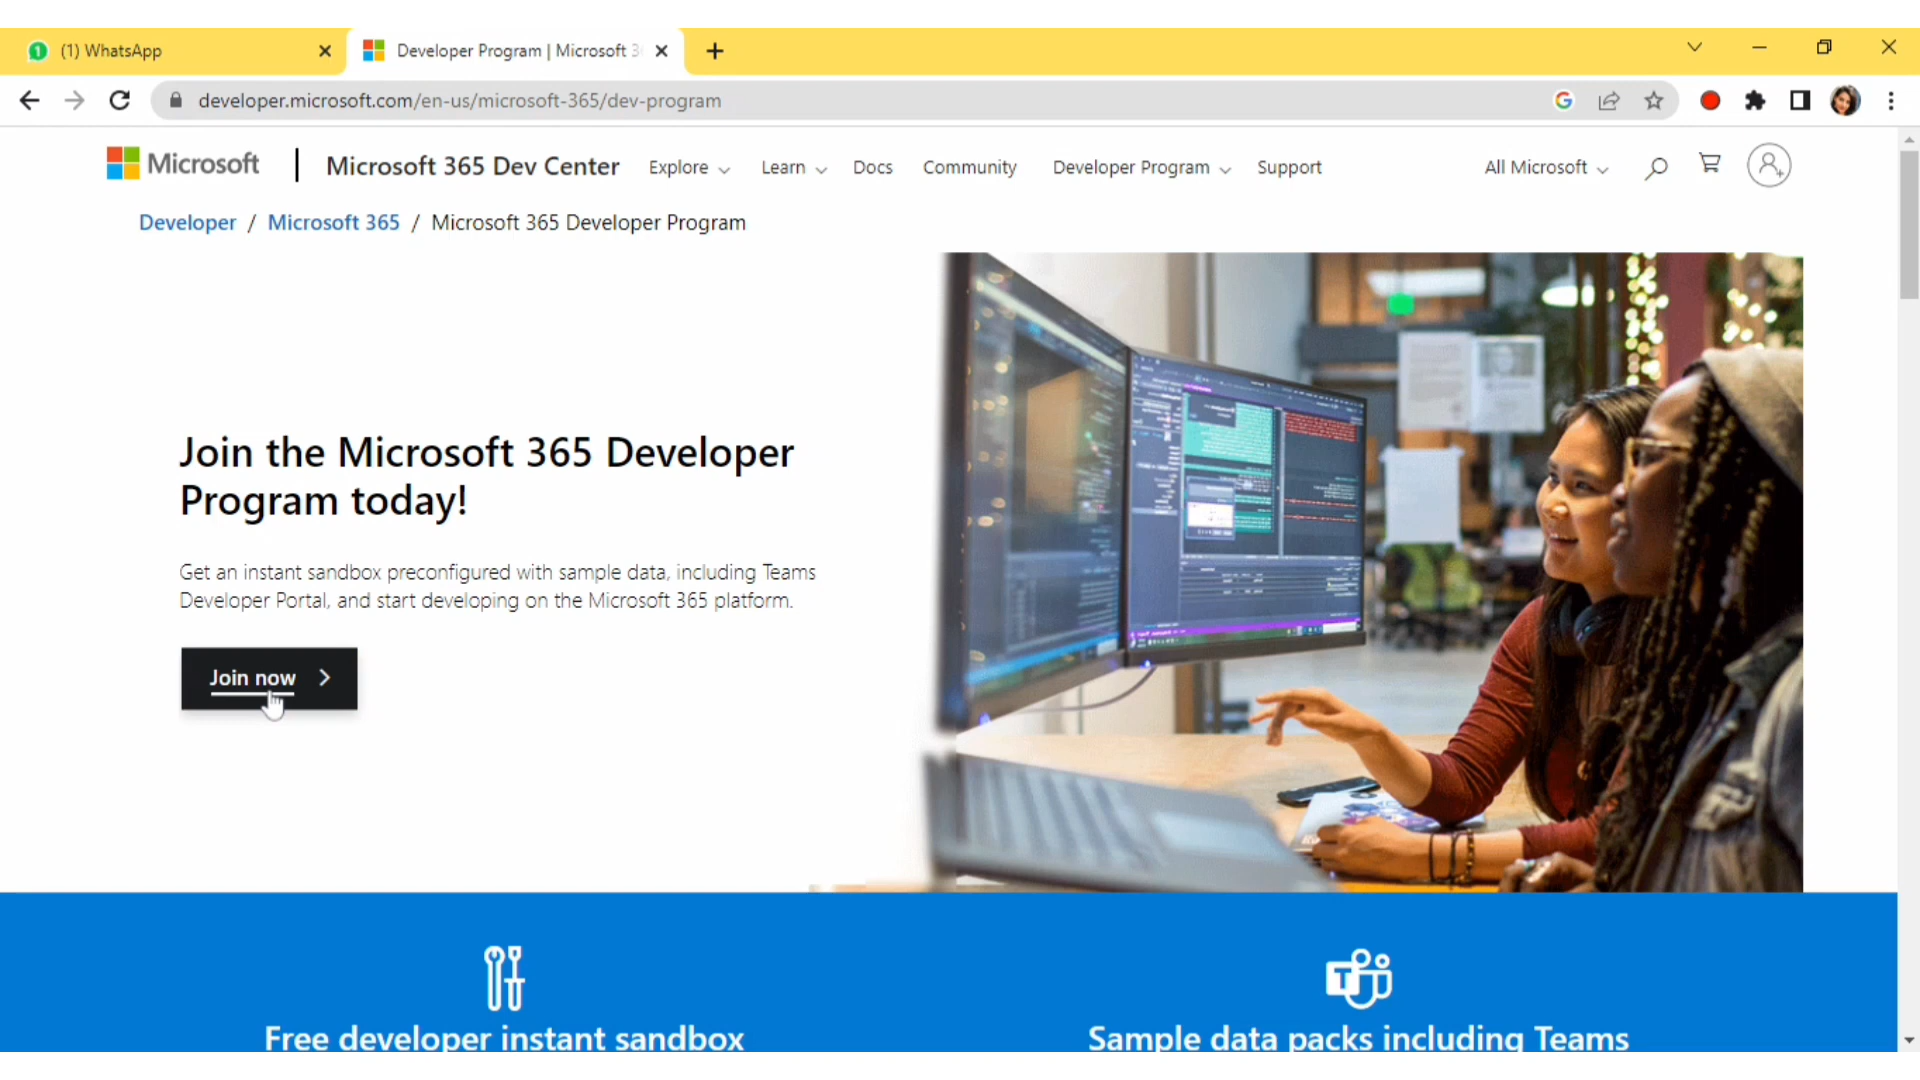 (1) WhatsApp
Developer Program | Microsoft 3
developer.microsoft.com/en-us/microsoft-365/dev-program
Microsoft
Microsoft 365 Dev Center
Explore
Learn
Docs
Community
Developer Program
Support
All Microsoft
Developer / Microsoft 365 / Microsoft 365 Developer Program
Join the Microsoft 365 Developer
Program today!
Get an instant sandbox preconfigured with sample data, including Teams
Developer Portal, and start developing on the Microsoft 365 platform.
Join now
Free developer instant sandbox
Sample data packs including Teams